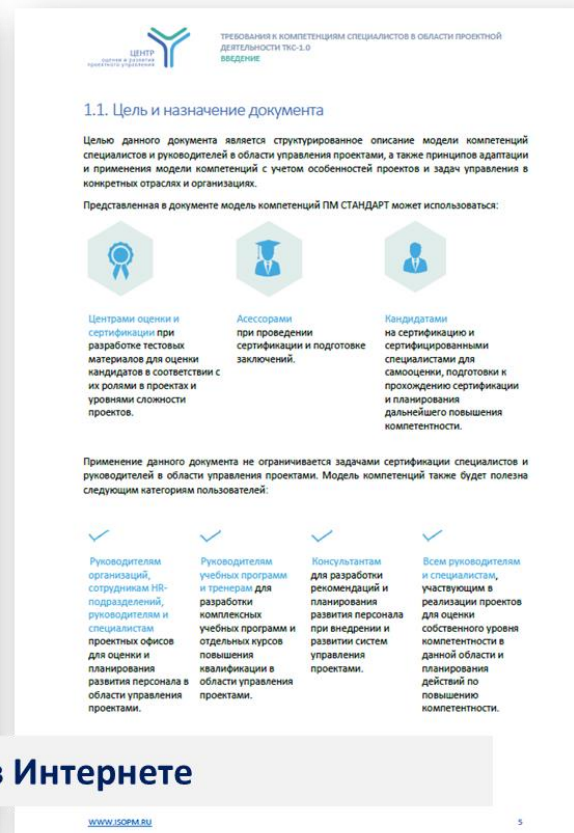 ЦЕНТР
оценки и развития
проектного управления
ТРЕБОВАНИЯ К КОМПЕТЕНЦИЯМ СПЕЦИАЛИСТОВ В ОБЛАСТИ ПРОЕКТНОЙ
ДЕЯТЕЛЬНОСТИ ТКС-1.0
ВВЕДЕНИЕ
1.1. Цель и назначение документа
Целью данного документа является структурированное описание модели компетенций
специалистов и руководителей в области управления проектами, а также принципов адаптации
и применения модели компетенций с учетом особенностей проектов и задач управления в
конкретных отраслях и организациях.
Представленная в документе модель компетенций ПМ СТАНДАРТ может использоваться:
Центрами оценки и
сертификации при
разработке тестовых
материалов для оценки
кандидатов в соответствии с
их ролями в проектах и
уровнями сложности
проектов.
Асессорами
при проведении
сертификации и подготовке
заключений.
Кандидатами
на сертификацию и
сертифицированными
специалистами для
самооценки, подготовки к
прохождению сертификации
и планирования
дальнейшего повышения
компетентности.
Применение данного документа не ограничивается задачами сертификации специалистов и
руководителей в области управления проектами. Модель компетенций также будет полезна
следующим категориям пользователей:
Руководителям
организаций,
сотрудникам HR-
подразделений,
руководителям и
специалистам
проектных офисов
для оценки и
планирования
развития персонала в
области управления
проектами.
Руководителям
учебных программ
и тренерам для
разработки
комплексных
учебных программ и
отдельных курсов
повышения
квалификации в
области управления
проектами.
Консультантам
для разработки
рекомендаций и
планирования
развития персонала
при внедрении и
развитии систем
управления
проектами.
Всем руководителям
и специалистам,
участвующим в
реализации проектов
для оценки
собственного уровня
компетентности в
данной области и
планирования
действий по
повышению
компетентности.
в Интернете
WWW.ISOPM.RU
5